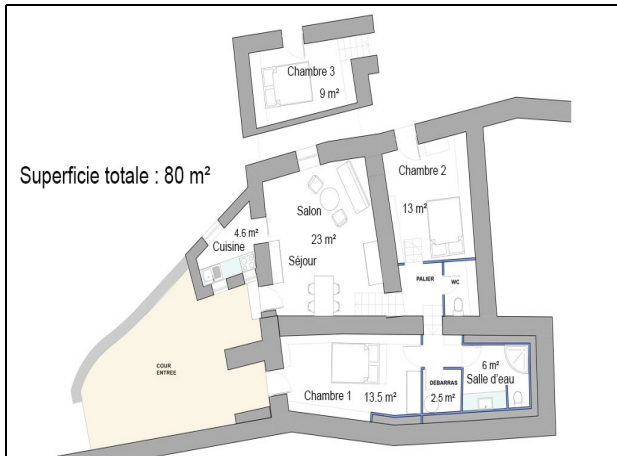 Chambre 3
9 m²
Superficie totale : 80 m²
Chambre 2
13 m²
Salon
23 m²
Séjour
4.6 m²
Cuisine
PALIER
WC
COUR
ENTREE
Chambre 1
13.5 m²
DEBARRAS
2.5 m²
6 m²
Salle d'eau